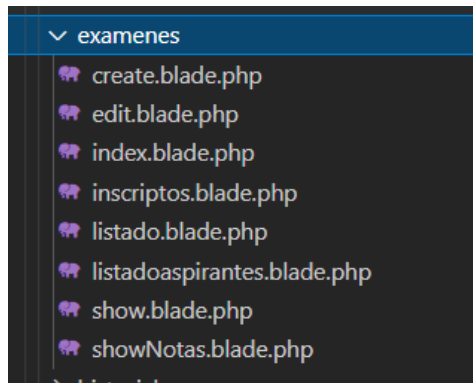 examenes
create.blade.php
edit.blade.php
index.blade.php
inscriptos.blade.php
listado.blade.php
listadoaspirantes.blade.php
show.blade.php
showNotas.blade.php